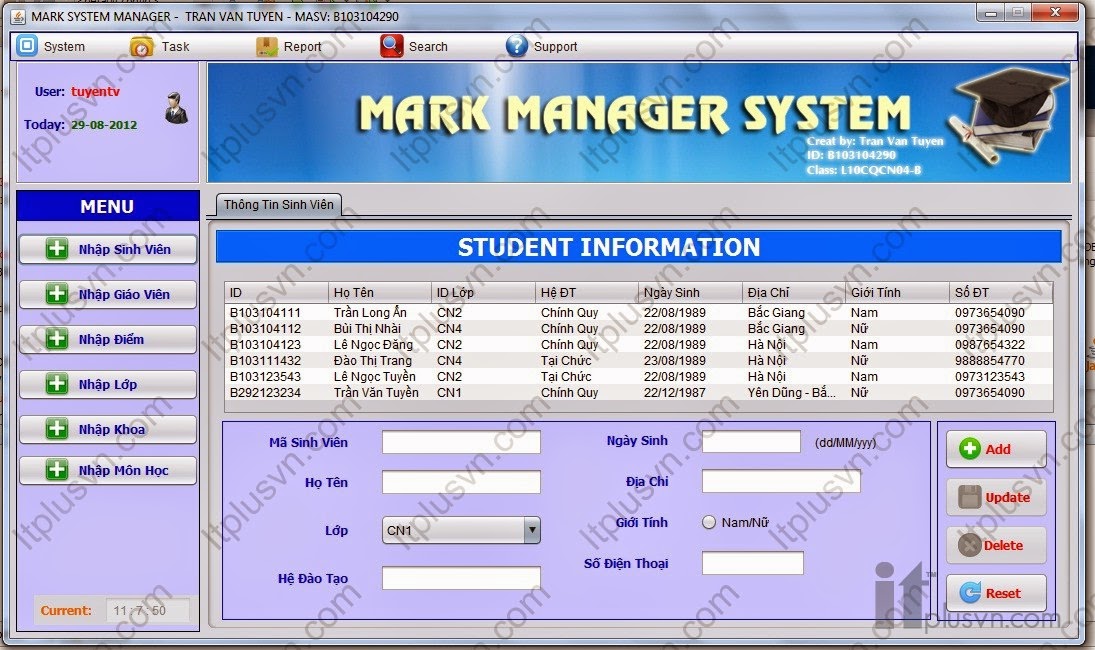 MARK SYSTEM MANAGER - TRAN VAN TUYEN - MASV: B103104290
System Task Report Search Support
User: tuyentv
Today: 29-08-2012
MARK MANAGER SYSTEM
Creat by: Tran Van Tuyen
ID: B103104290
Class: L10CQCN04-B
MENU
Nhập Sinh Viên
Nhập Giáo Viên
Nhập Điểm
Nhập Lớp
Nhập Khoa
Nhập Môn Học
Current: 11 : 7 : 50
Thông Tin Sinh Viên
STUDENT INFORMATION
ID Họ Tên ID Lớp Hệ ĐT Ngày Sinh Địa Chỉ Giới Tính Số ĐT
B103104111 Trần Long Ẩn CN2 Chính Quy 22/08/1989 Bắc Giang Nam 0973654090
B103104112 Bùi Thị Nhài CN4 Chính Quy 22/08/1989 Bắc Giang Nữ 0973654090
B103104123 Lê Ngọc Đăng CN2 Chính Quy 22/08/1989 Hà Nội Nam 0987654322
B103111432 Đào Thị Trang CN4 Tại Chức 23/08/1989 Hà Nội Nữ 9888854770
B103123543 Lê Ngọc Tuyền CN2 Tại Chức 22/08/1989 Hà Nội Nam 0973123543
B292123234 Trần Văn Tuyền CN1 Chính Quy 22/12/1987 Yên Dũng - Bắ... Nữ 0973654090
Mã Sinh Viên
Họ Tên
Lớp CN1
Hệ Đào Tạo
Ngày Sinh (dd/MM/yyy)
Địa Chỉ
Giới Tính Nam/Nữ
Số Điện Thoại
Add
Update
Delete
Reset
itplusvn.com